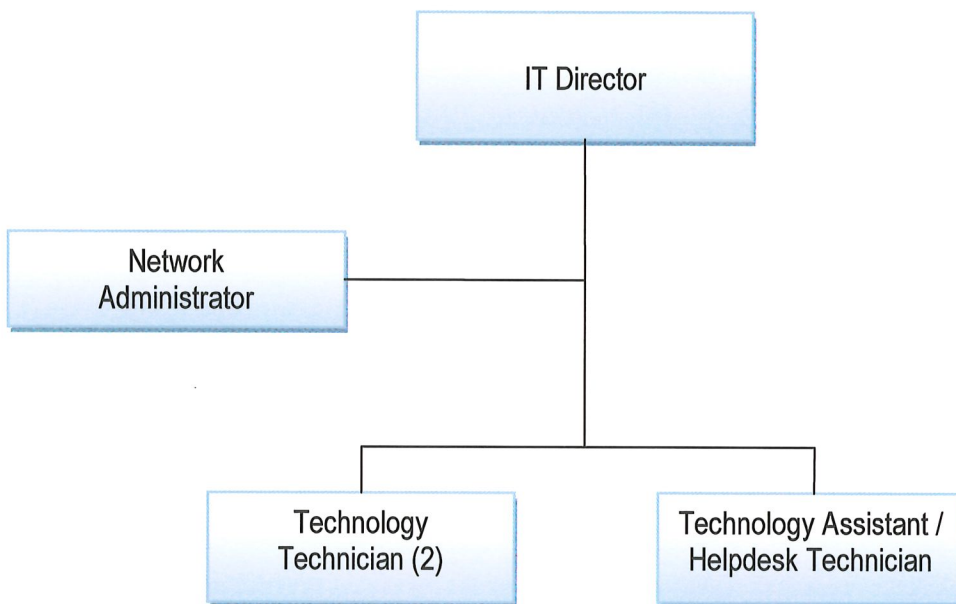 IT Director
Network
Administrator
Technology
Technician (2)
Technology Assistant /
Helpdesk Technician